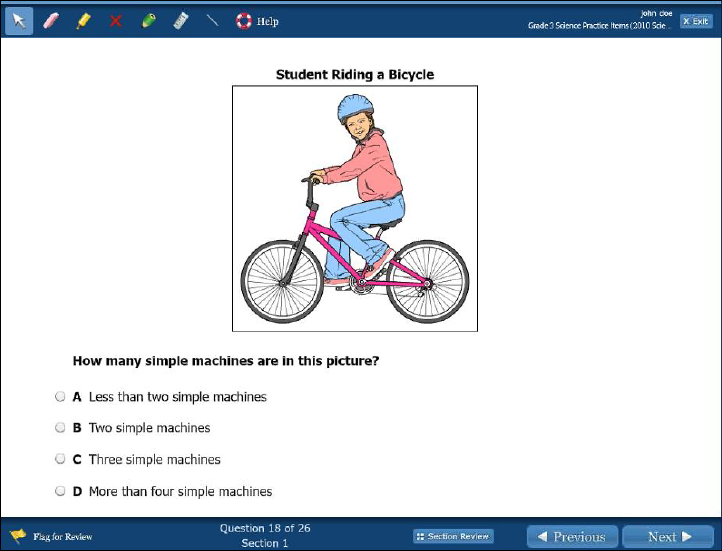 john doe
Help
Grade 3 Science Practice Items (2010 Scie...
X Exit
Student Riding a Bicycle
How many simple machines are in this picture?
A Less than two simple machines
B Two simple machines
C Three simple machines
D More than four simple machines
Flag for Review
Question 18 of 26
Section 1
Section Review
Previous
Next